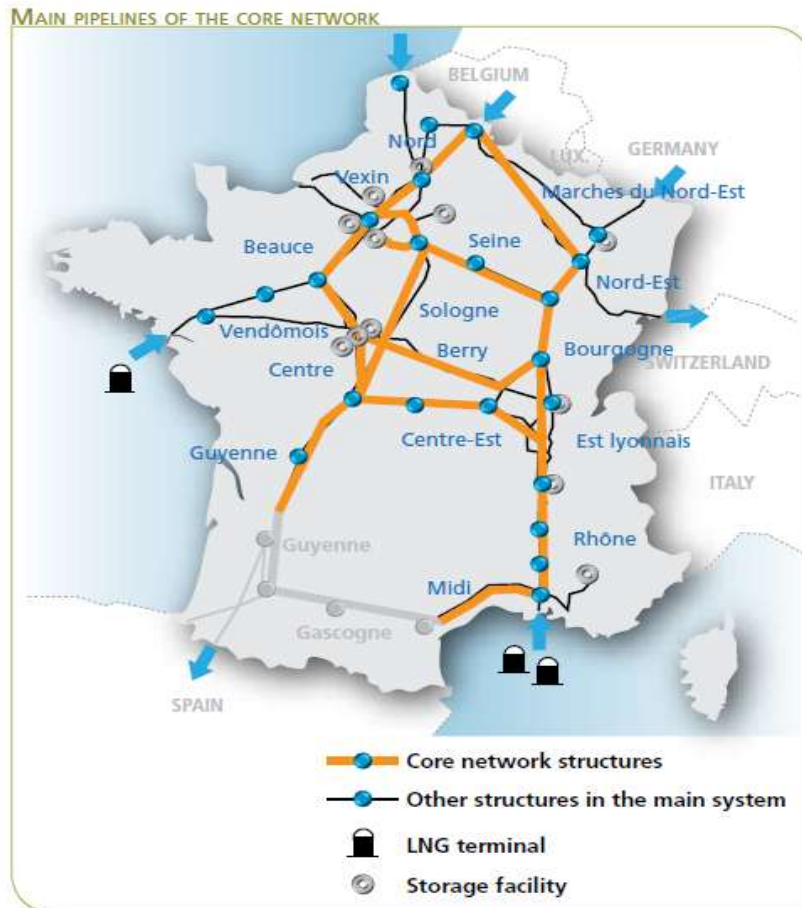 MAIN PIPELINES OF THE CORE NETWORK
BELGIUM
Nord
LUX.
GERMANY
Vexin
Marches du Nord-Est
Beauce
Seine
Nord-Est
Sologne
Vendômois
Berry
Bourgogne
SWITZERLAND
Centre
Centre-Est
Est lyonnais
Guyenne
ITALY
Guyenne
Rhône
Midi
Gascogne
SPAIN
Core network structures
Other structures in the main system
LNG terminal
Storage facility